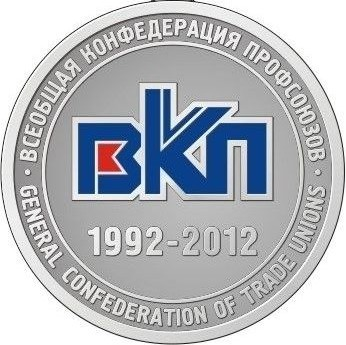 · ВСЕОБЩАЯ КОНФЕДЕРАЦИЯ ПРОФСОЮЗОВ ·
ВКП
1992-2012
GENERAL CONFEDERATION OF TRADE UNIONS